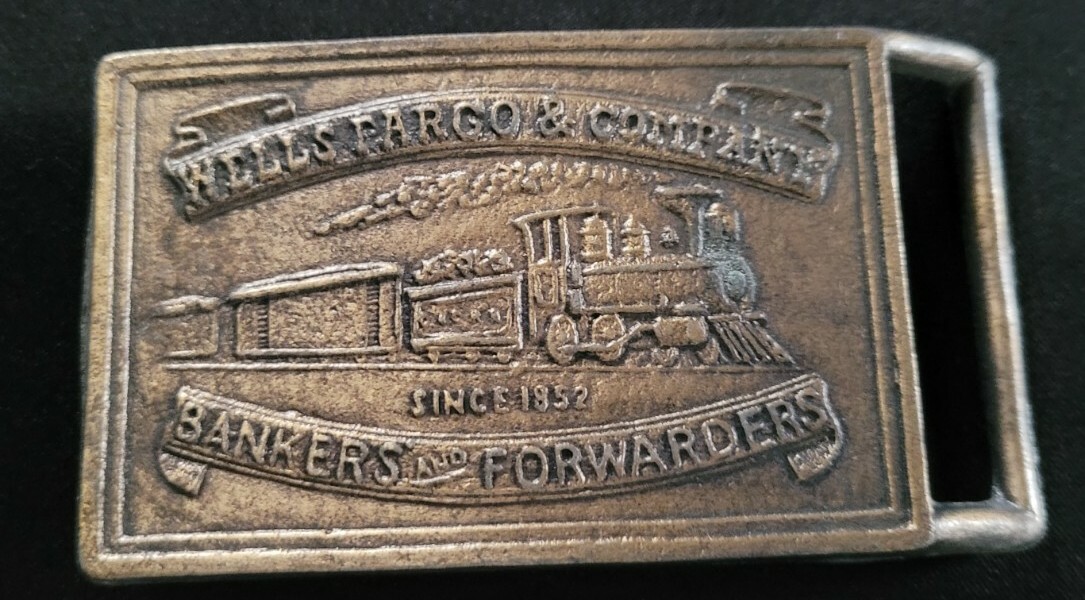 WELLS FARGO & COMPANY
SINCE 1852
BANKERS AND FORWARDERS